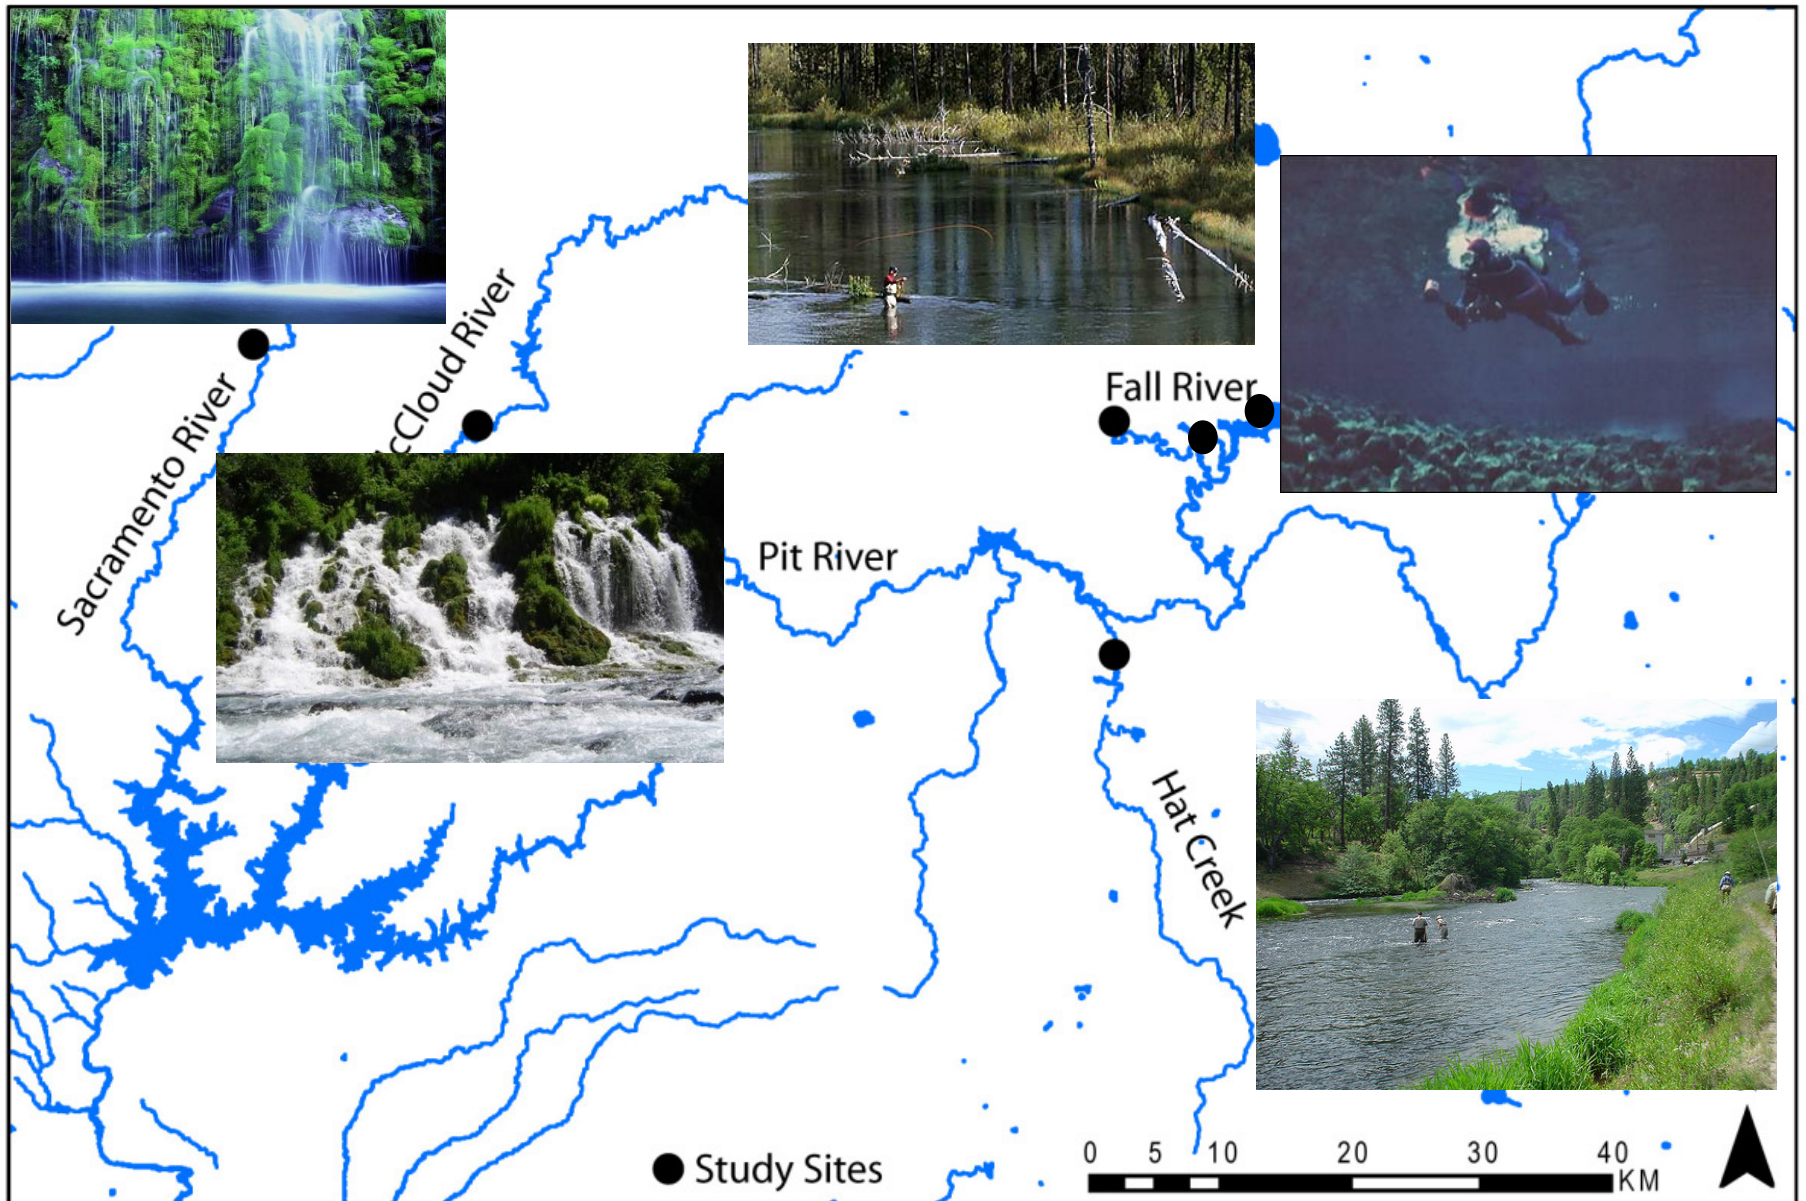 Sacramento River
cCloud River
Fall River
Pit River
Hat Creek
Study Sites
0 5 10 20 30 40
KM